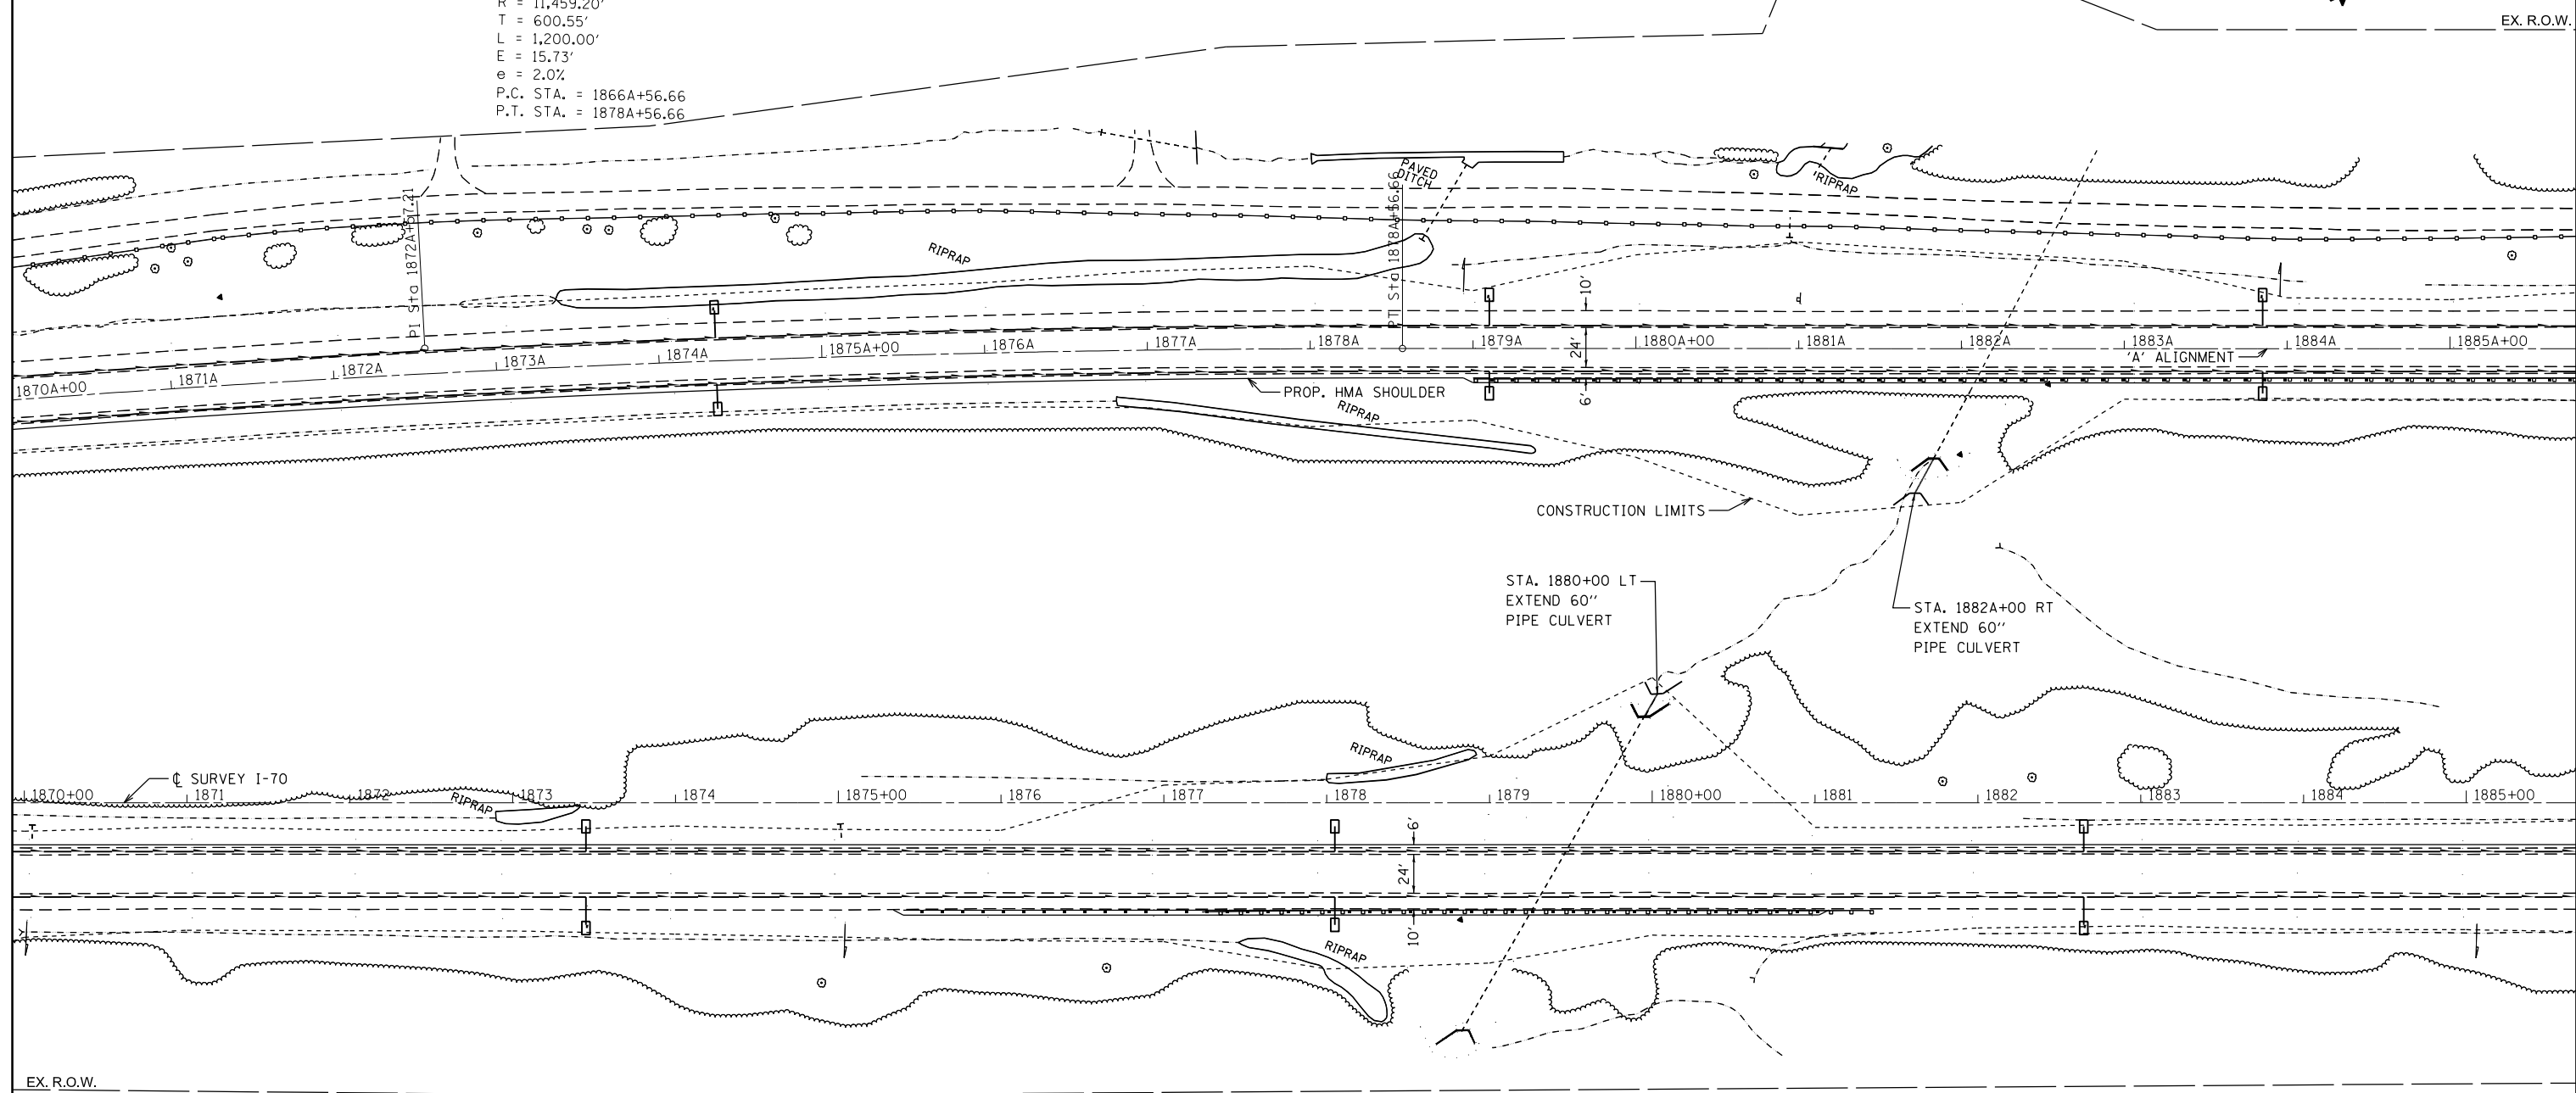 R = 11,459.20'
T = 600.55'
L = 1,200.00'
E = 15.73'
e = 2.0%
P.C. STA. = 1866A+56.66
P.T. STA. = 1878A+56.66
EX. R.O.W.
PAVED
DITCH
RIPRAP
PI Sta 1872A+57.21
PT Sta 1878A+56.66
RIPRAP
10'
24'
6'
1870A+00
1871A
1872A
1873A
1874A
1875A+00
1876A
1877A
1878A
1879A
1880A+00
1881A
1882A
1883A
1884A
1885A+00
'A' ALIGNMENT
PROP. HMA SHOULDER
RIPRAP
CONSTRUCTION LIMITS
STA. 1880+00 LT
EXTEND 60''
PIPE CULVERT
STA. 1882A+00 RT
EXTEND 60''
PIPE CULVERT
RIPRAP
℄ SURVEY I-70
RIPRAP
1870+00
1871
1872
1873
1874
1875+00
1876
1877
1878
1879
1880+00
1881
1882
1883
1884
1885+00
6'
24'
10'
RIPRAP
EX. R.O.W.